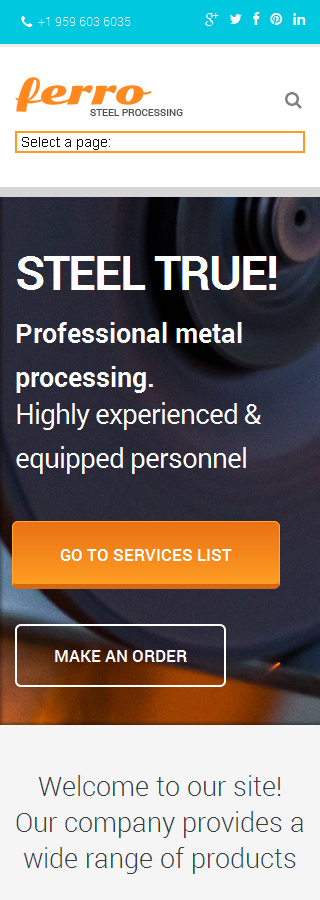 +1 959 603 6035
ferro
STEEL PROCESSING
Select a page:
STEEL TRUE!
Professional metal
processing.
Highly experienced &
equipped personnel
GO TO SERVICES LIST
MAKE AN ORDER
Welcome to our site!
Our company provides a
wide range of products